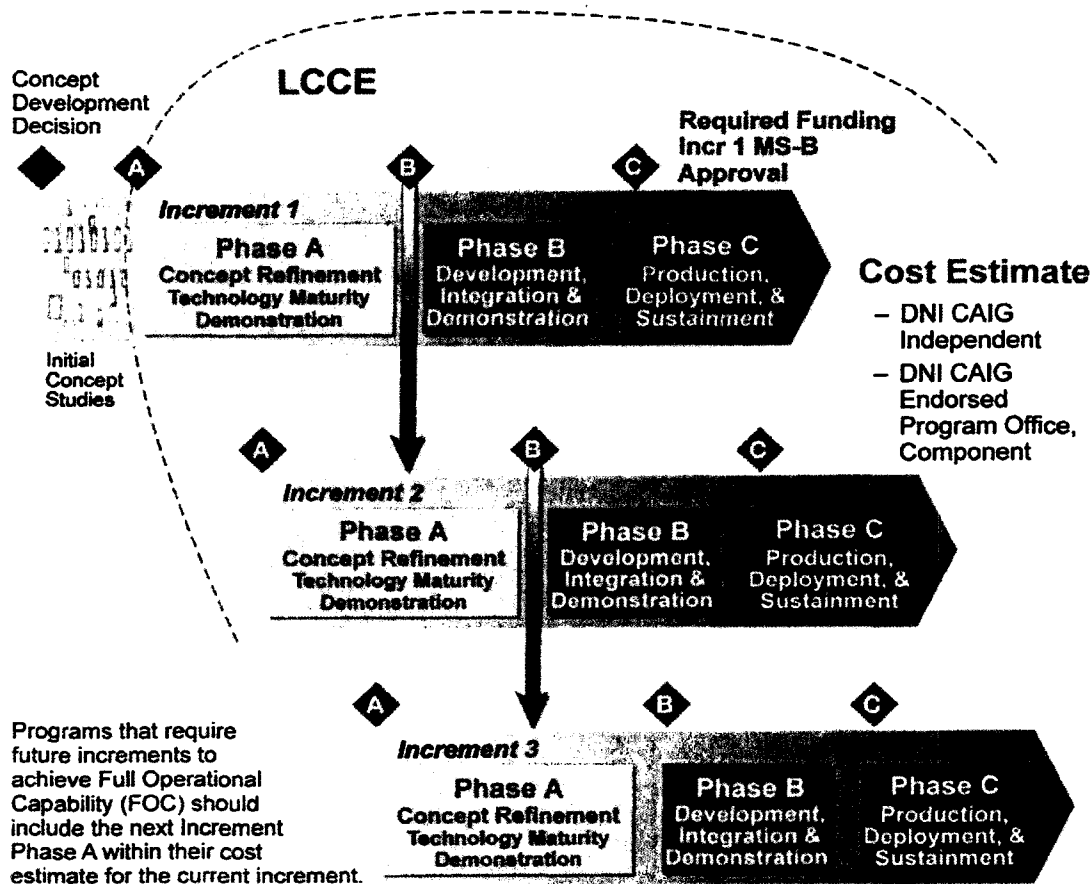 Concept
Development
Decision
LCCE
Required Funding
Incr 1 MS-B
Approval
A
B
C
Increment 1
Phase A
Concept Refinement
Technology Maturity
Demonstration
Phase B
Development,
Integration &
Demonstration
Phase C
Production,
Deployment, &
Sustainment
Initial
Concept
Studies
Cost Estimate
– DNI CAIG
Independent
– DNI CAIG
Endorsed
Program Office,
Component
A
B
C
Increment 2
Phase A
Concept Refinement
Technology Maturity
Demonstration
Phase B
Development,
Integration &
Demonstration
Phase C
Production,
Deployment, &
Sustainment
A
B
C
Increment 3
Phase A
Concept Refinement
Technology Maturity
Demonstration
Phase B
Development,
Integration &
Demonstration
Phase C
Production,
Deployment, &
Sustainment
Programs that require
future increments to
achieve Full Operational
Capability (FOC) should
include the next Increment
Phase A within their cost
estimate for the current increment.